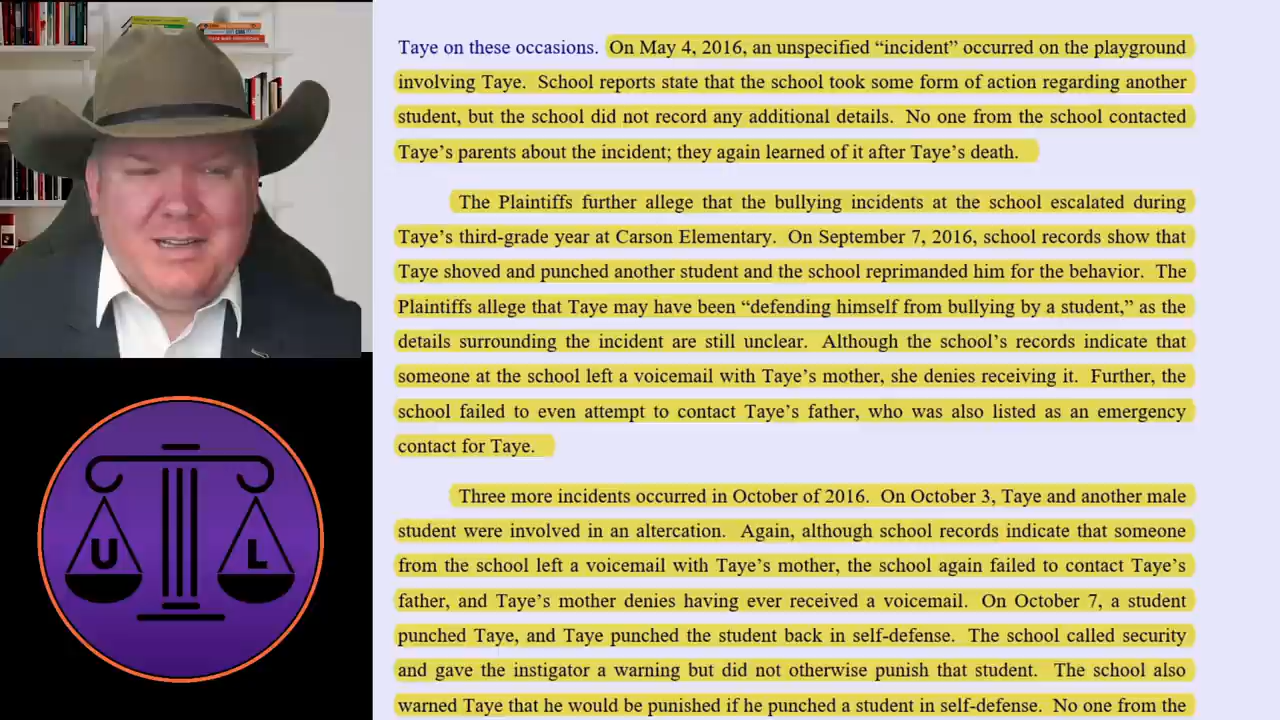 Taye on these occasions. On May 4, 2016, an unspecified “incident” occurred on the playground
involving Taye. School reports state that the school took some form of action regarding another
student, but the school did not record any additional details. No one from the school contacted
Taye’s parents about the incident; they again learned of it after Taye’s death.
The Plaintiffs further allege that the bullying incidents at the school escalated during
Taye’s third-grade year at Carson Elementary. On September 7, 2016, school records show that
Taye shoved and punched another student and the school reprimanded him for the behavior. The
Plaintiffs allege that Taye may have been “defending himself from bullying by a student,” as the
details surrounding the incident are still unclear. Although the school’s records indicate that
someone at the school left a voicemail with Taye’s mother, she denies receiving it. Further, the
school failed to even attempt to contact Taye’s father, who was also listed as an emergency
contact for Taye.
Three more incidents occurred in October of 2016. On October 3, Taye and another male
student were involved in an altercation. Again, although school records indicate that someone
from the school left a voicemail with Taye’s mother, the school again failed to contact Taye’s
father, and Taye’s mother denies having ever received a voicemail. On October 7, a student
punched Taye, and Taye punched the student back in self-defense. The school called security
and gave the instigator a warning but did not otherwise punish that student. The school also
warned Taye that he would be punished if he punched a student in self-defense. No one from the
U L